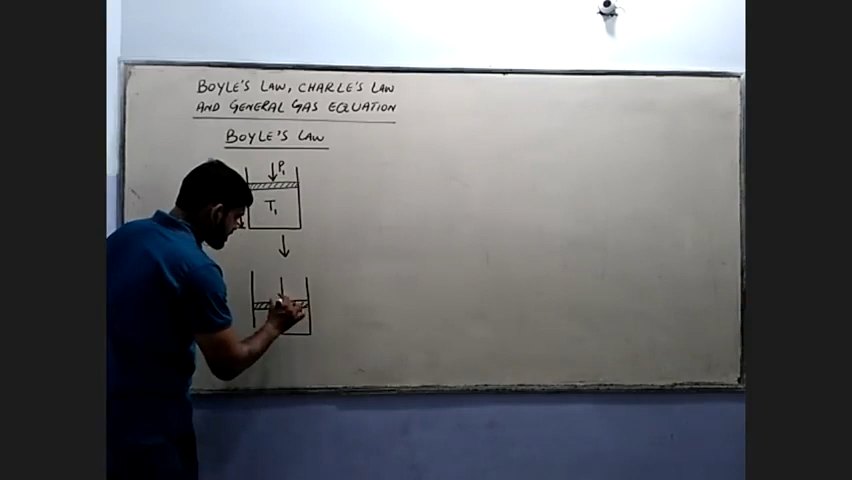 BOYLE'S LAW, CHARLE'S LAW
AND GENERAL GAS EQUATION
BOYLE'S LAW
P1
T1